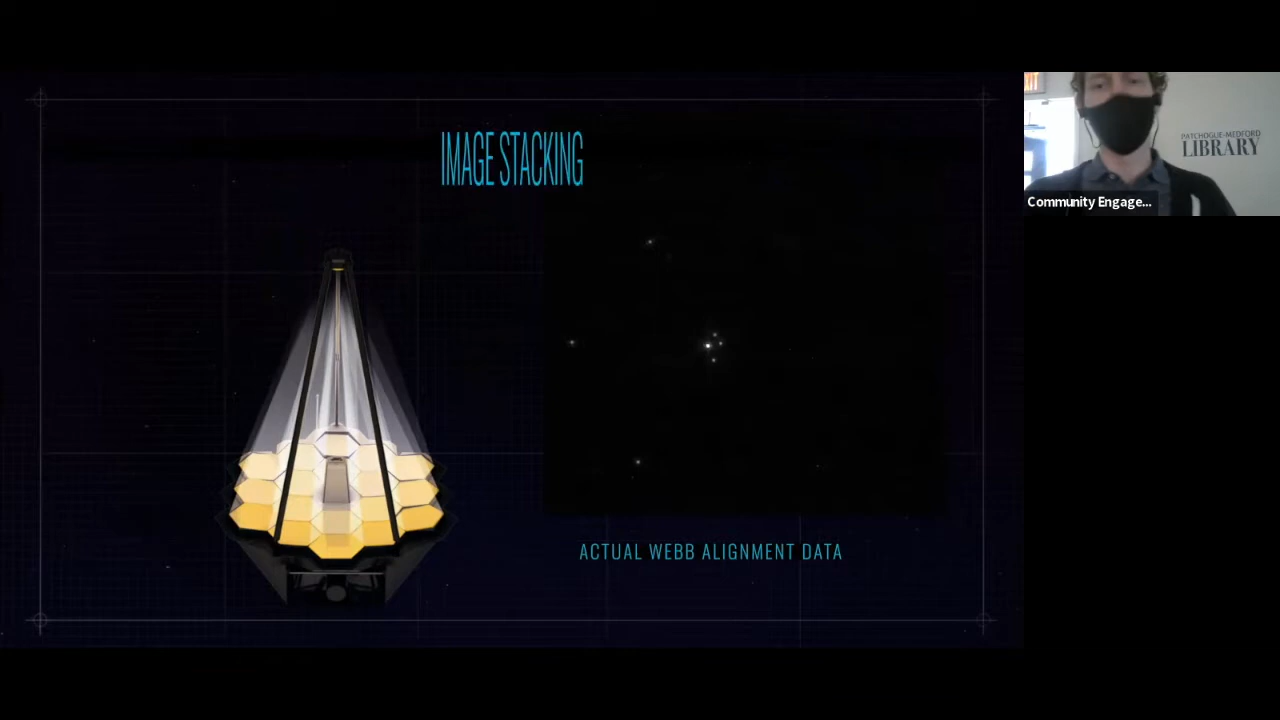 IMAGE STACKING
ACTUAL WEBB ALIGNMENT DATA
PATCHOGUE-MEDFORD
LIBRARY
Community Engage...